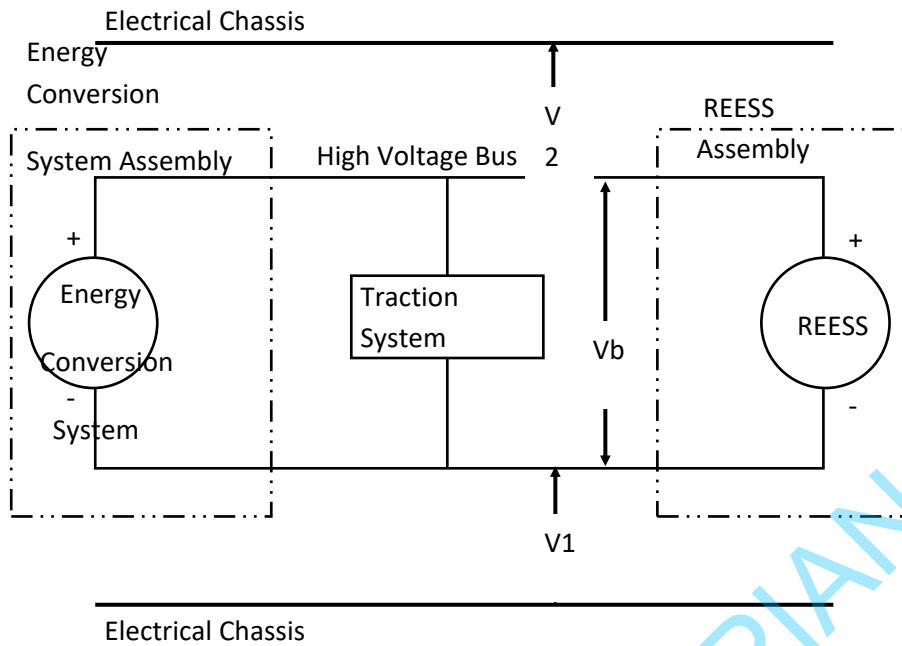 Electrical Chassis
Energy
Conversion
System Assembly
High Voltage Bus
V
2
REESS
Assembly
+
Energy
Conversion
-
System
Traction
System
Vb
+
REESS
-
V1
Electrical Chassis
RIAN